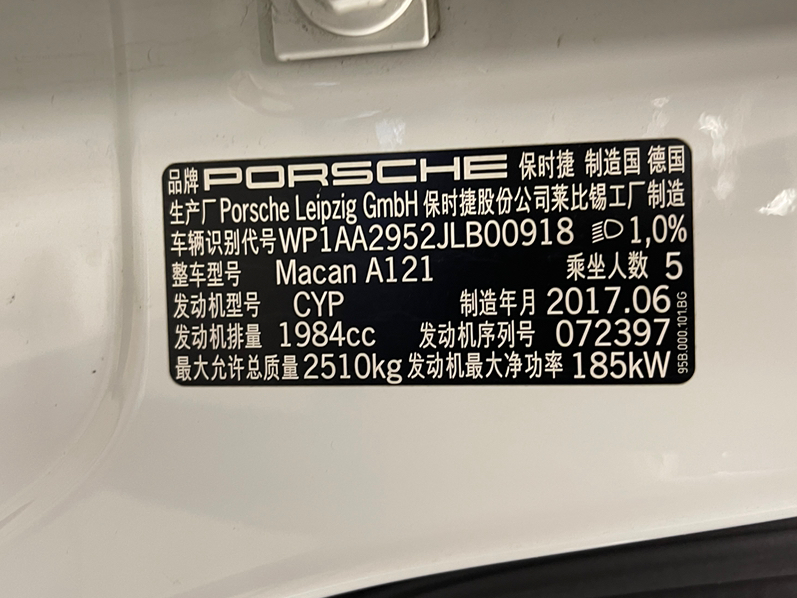 品牌 PORSCHE 保时捷 制造国 德国
生产厂 Porsche Leipzig GmbH 保时捷股份公司莱比锡工厂制造
车辆识别代号 WP1AA2952JLB00918 1,0%
整车型号 Macan A121 乘坐人数 5
发动机型号 CYP 制造年月 2017.06
发动机排量 1984cc 发动机序列号 072397
最大允许总质量 2510kg 发动机最大净功率 185kW
95B.000.101.BG